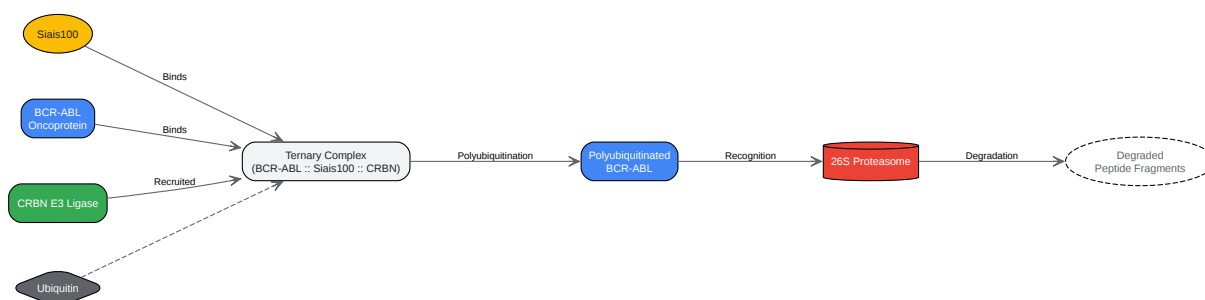 Siais100
Binds
BCR-ABL
Oncoprotein
Binds
CRBN E3 Ligase
Recruited
Ubiquitin
Ternary Complex
(BCR-ABL :: Siais100 :: CRBN)
Polyubiquitination
Polyubiquitinated
BCR-ABL
Recognition
26S Proteasome
Degradation
Degraded
Peptide Fragments